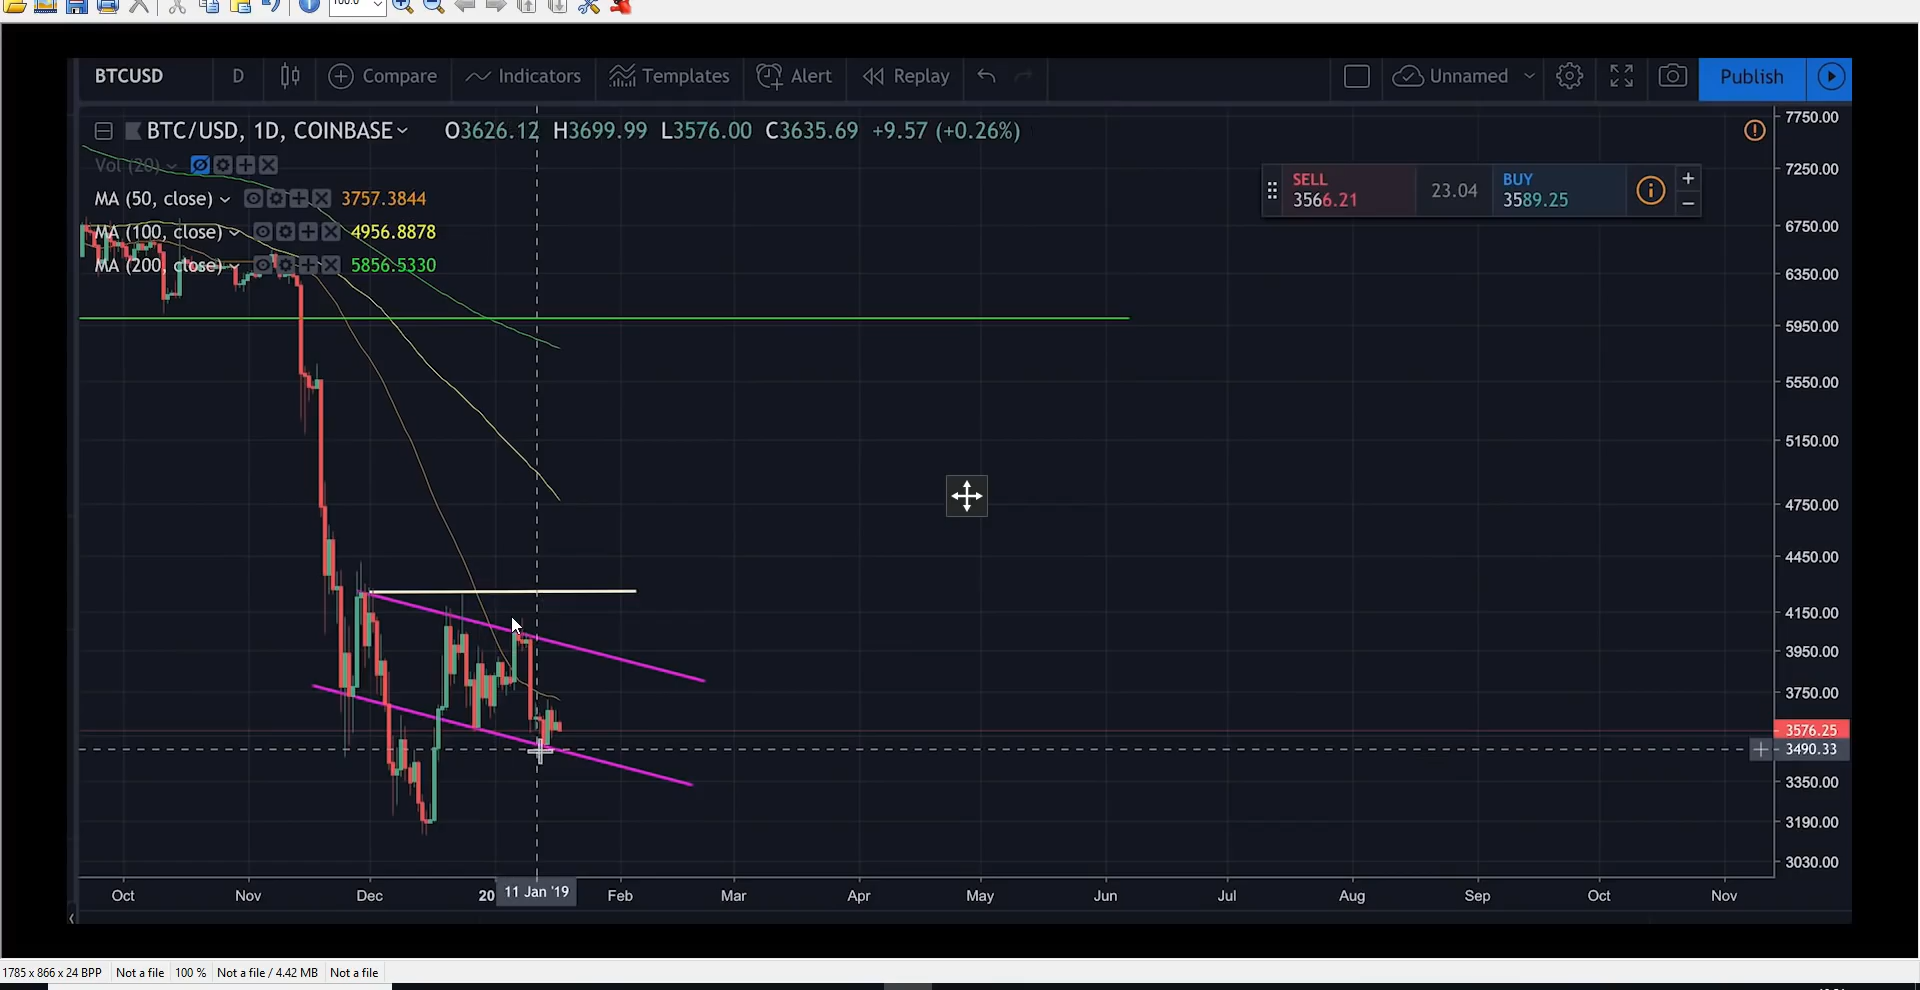 100.0
BTCUSD D Compare Indicators Templates Alert Replay Unnamed Publish
BTC/USD, 1D, COINBASE O3626.12 H3699.99 L3576.00 C3635.69 +9.57 (+0.26%)
Vol (20)
MA (50, close) 3757.3844
MA (100, close) 4956.8878
MA (200, close) 5856.5330
SELL
3566.21
23.04
BUY
3589.25
7750.00
7250.00
6750.00
6350.00
5950.00
5550.00
5150.00
4750.00
4450.00
4150.00
3950.00
3750.00
3576.25
3490.33
3350.00
3190.00
3030.00
Oct Nov Dec 20 11 Jan '19 Feb Mar Apr May Jun Jul Aug Sep Oct Nov
1785 x 866 x 24 BPP Not a file 100 % Not a file / 4.42 MB Not a file